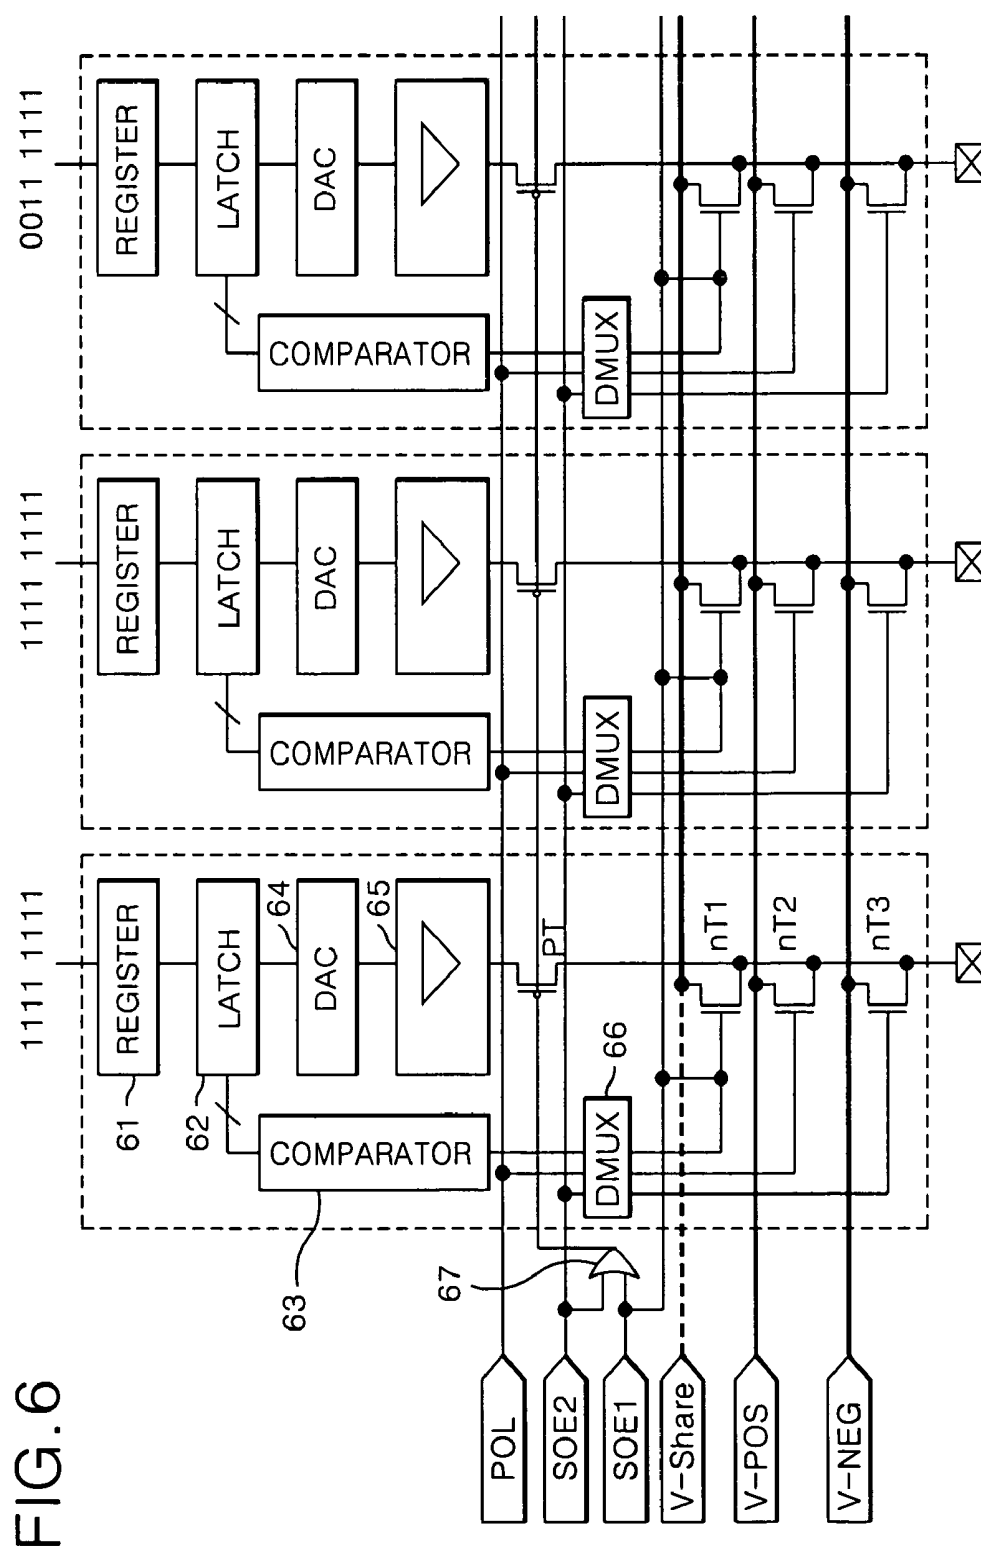 FIG.6
1111 1111
1111 1111
0011 1111
REGISTER
REGISTER
REGISTER
61
LATCH
LATCH
LATCH
62
DAC
DAC
DAC
64
65
COMPARATOR
COMPARATOR
COMPARATOR
63
PT
67
DMUX
DMUX
DMUX
66
POL
SOE2
SOE1
V-Share
V-POS
V-NEG
nT1
nT2
nT3